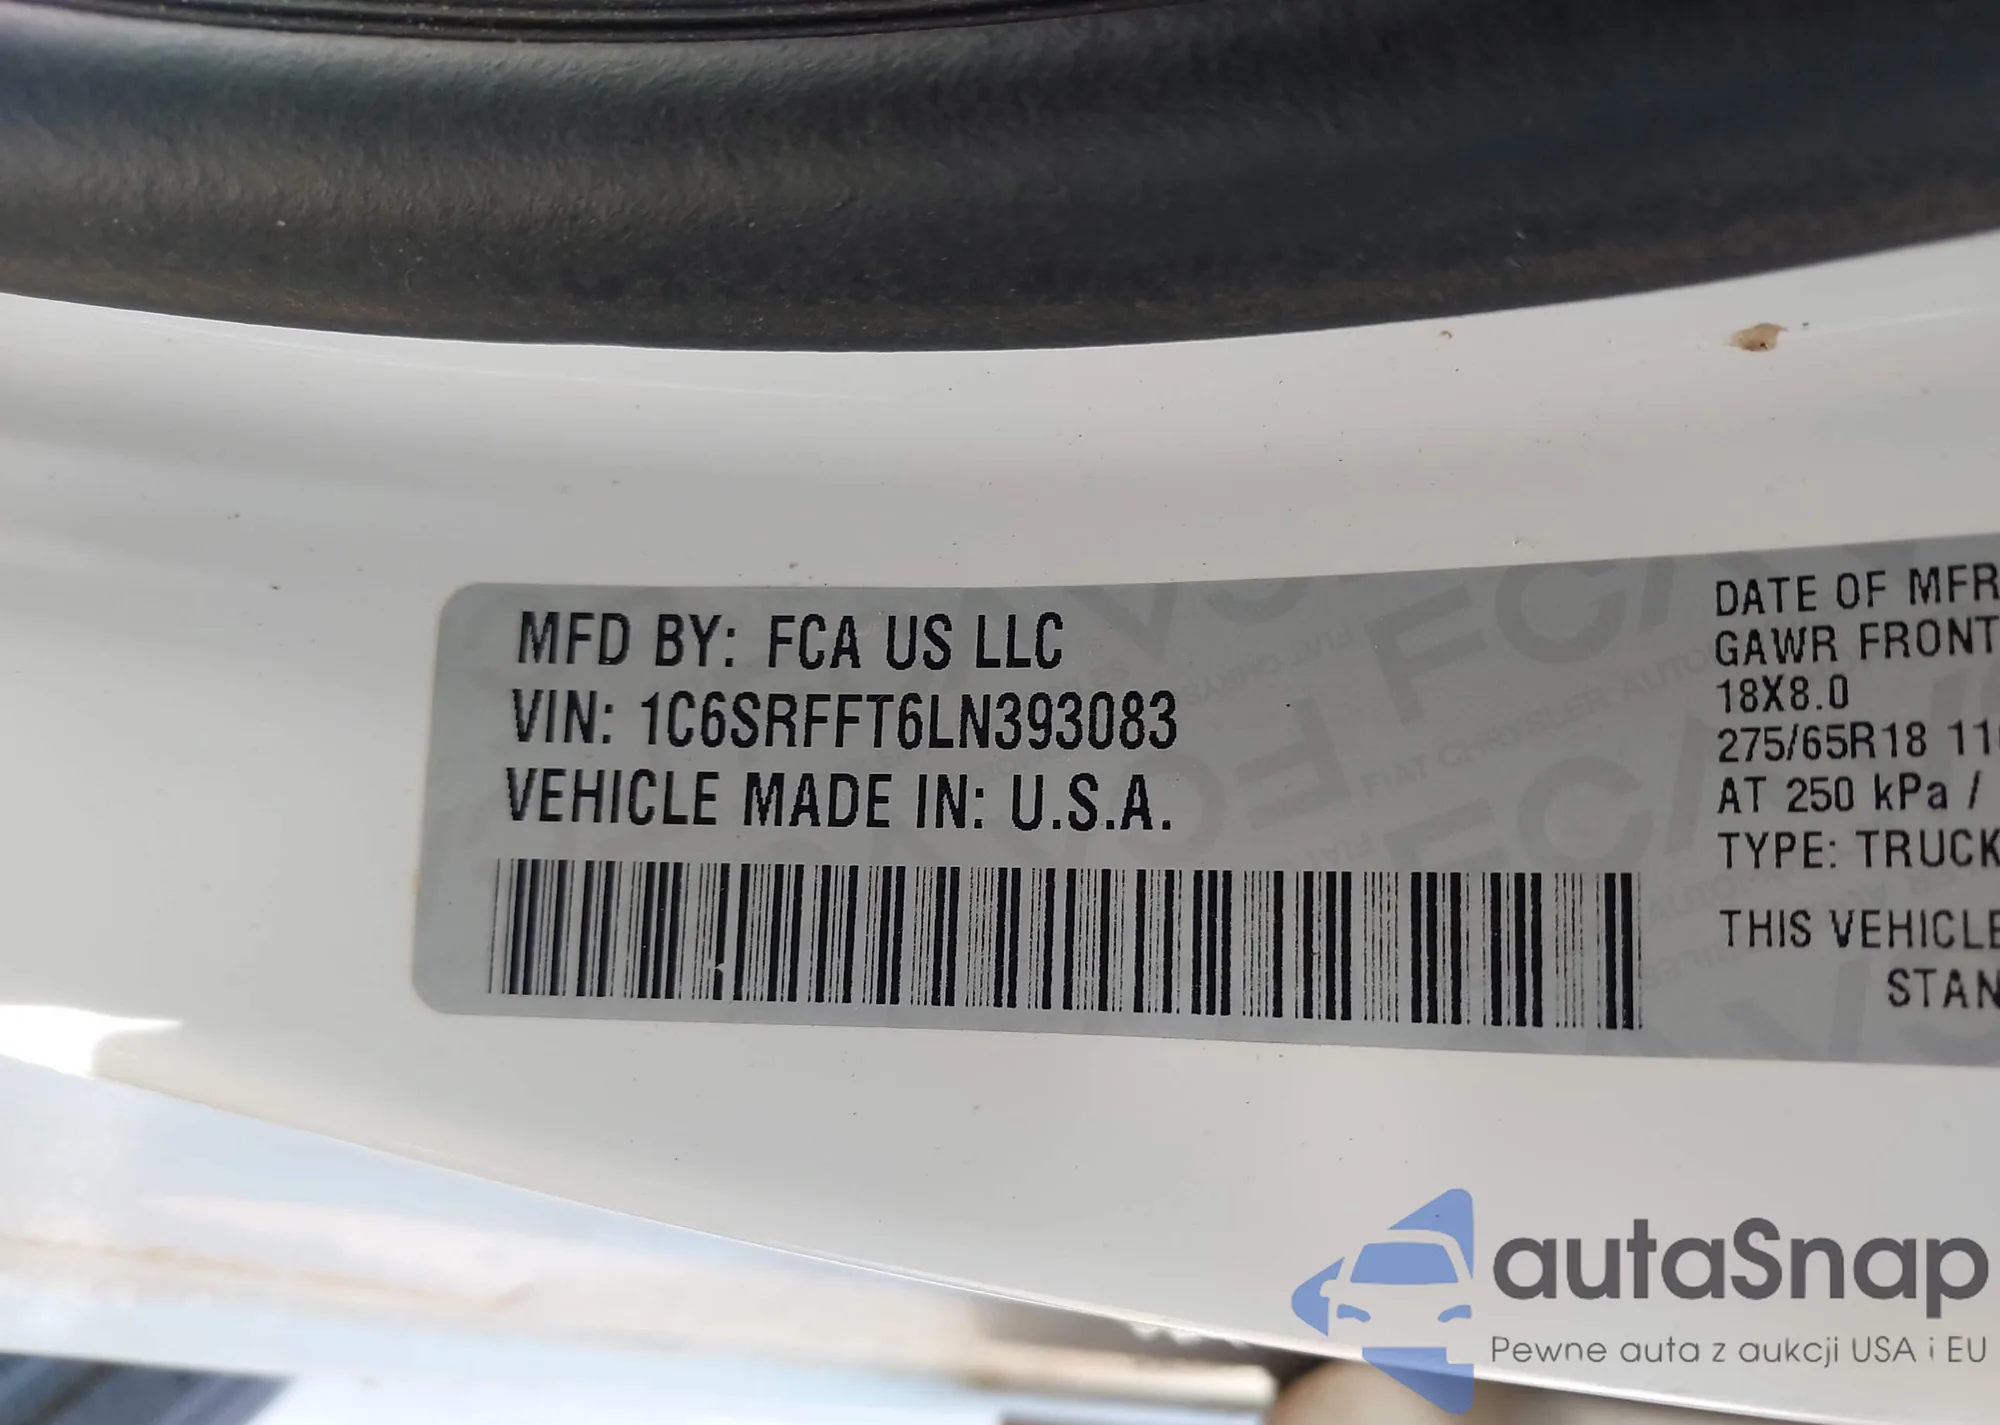 MFD BY: FCA US LLC
VIN: 1C6SRFFT6LN393083
VEHICLE MADE IN: U.S.A.
DATE OF MFR
GAWR FRONT
18X8.0
275/65R18 11
AT 250 kPa /
TYPE: TRUCK
THIS VEHICLE
STAN
autaSnap
Pewne auta z aukcji USA i EU